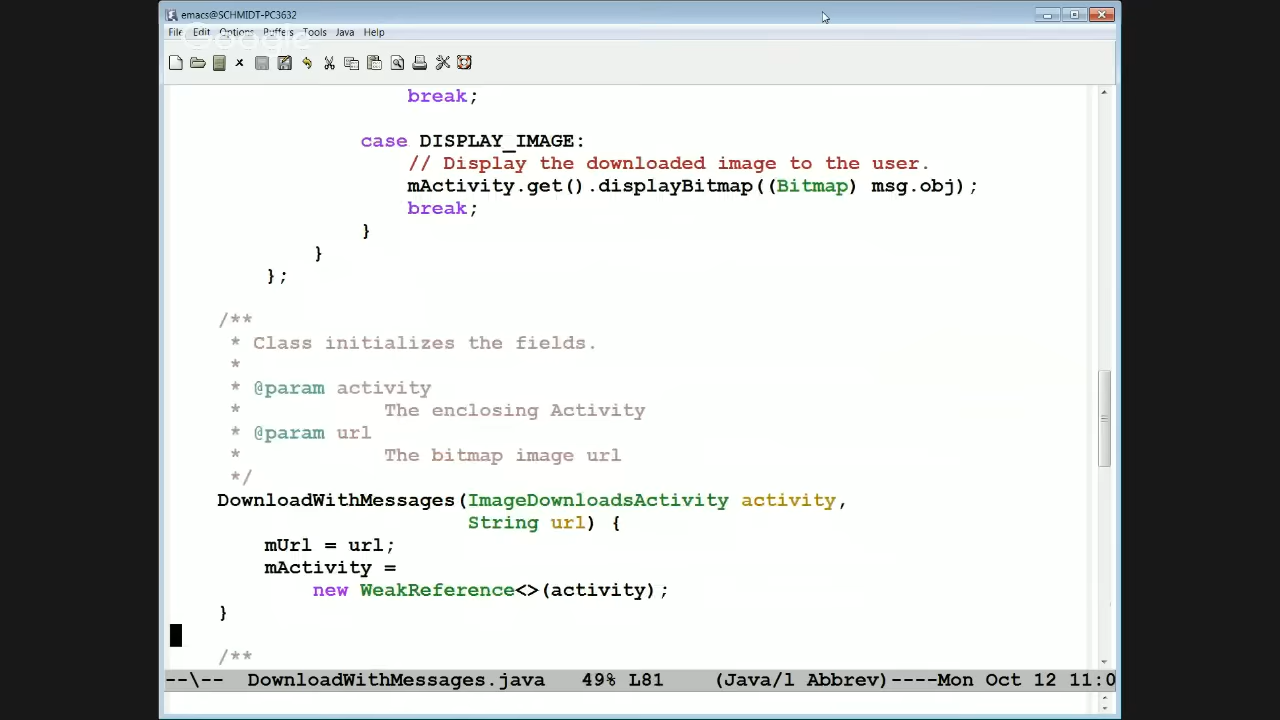 emacs@SCHMIDT-PC3632
File Edit Options Buffers Tools Java Help
Google
break;
case DISPLAY_IMAGE:
// Display the downloaded image to the user.
mActivity.get().displayBitmap((Bitmap) msg.obj);
break;
}
}
};
/**
* Class initializes the fields.
*
* @param activity
* The enclosing Activity
* @param url
* The bitmap image url
*/
DownloadWithMessages(ImageDownloadsActivity activity,
String url) {
mUrl = url;
mActivity =
new WeakReference<>(activity);
}
/**
--\-- DownloadWithMessages.java 49% L81 (Java/l Abbrev)----Mon Oct 12 11:0